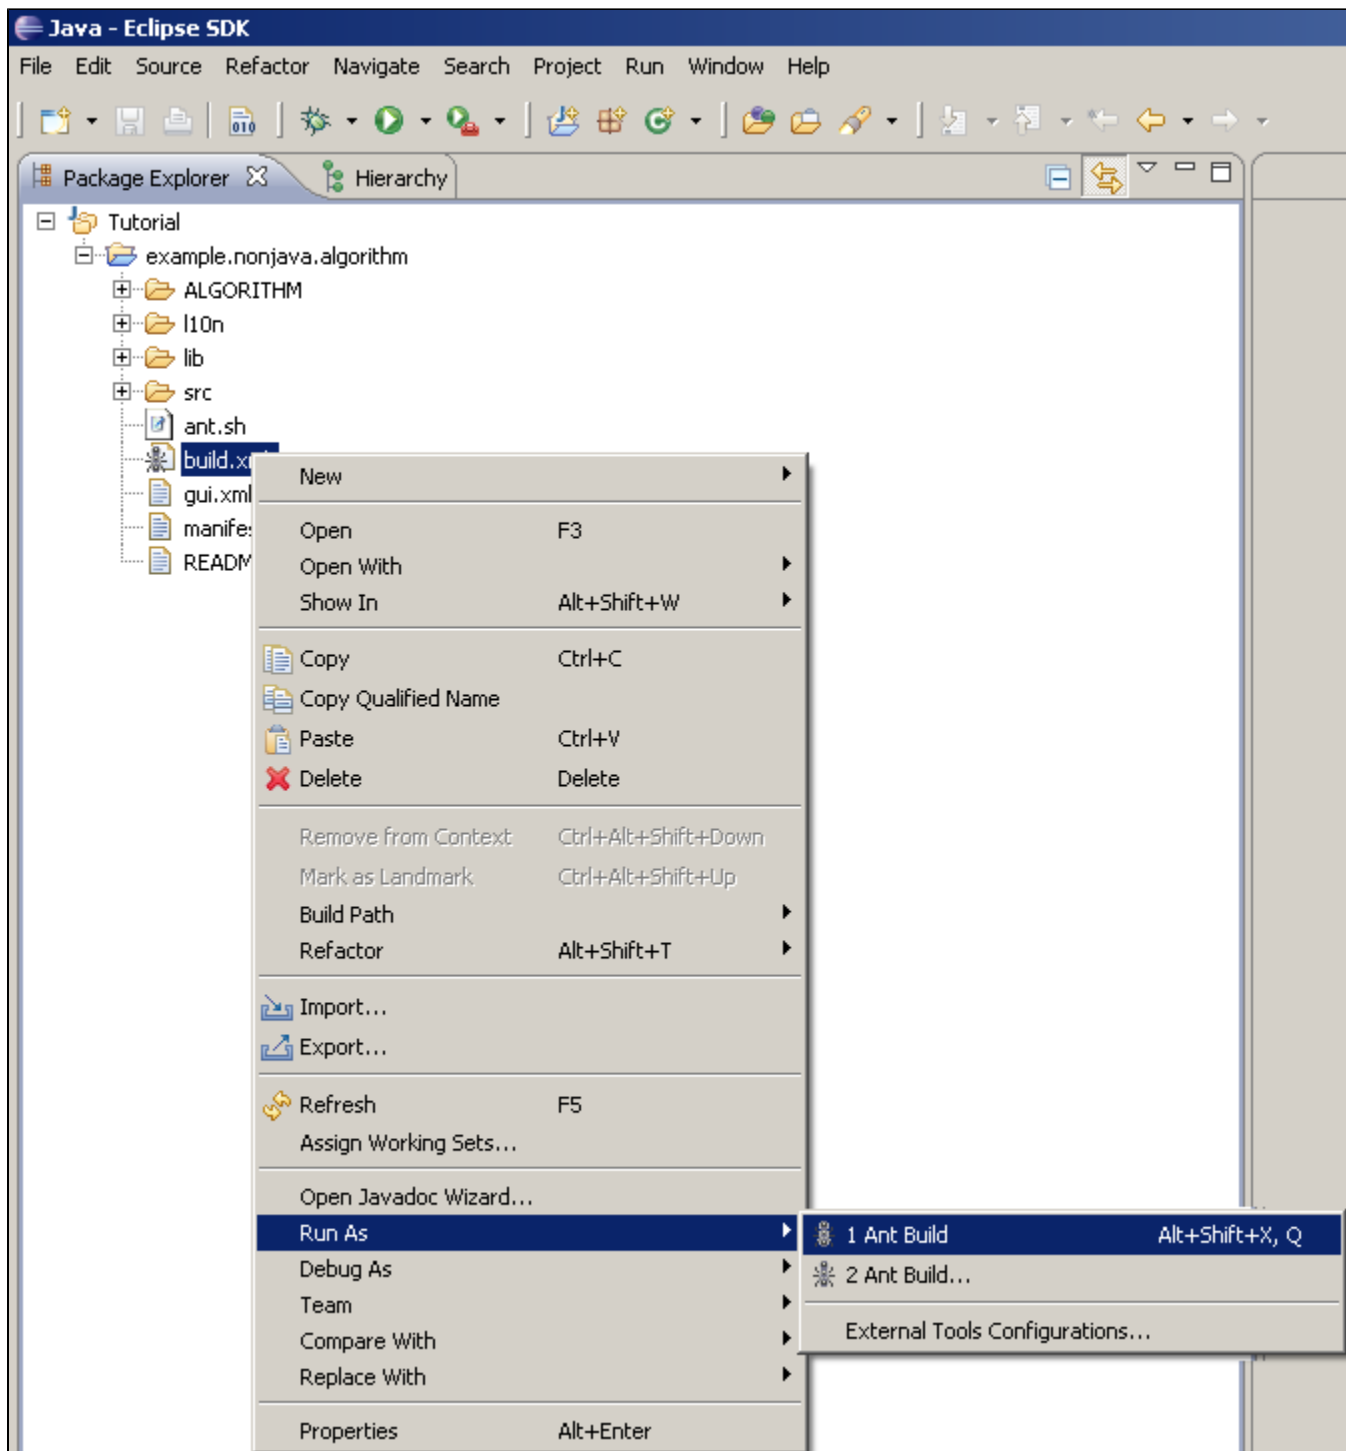 Java - Eclipse SDK
File Edit Source Refactor Navigate Search Project Run Window Help
010
Package Explorer Hierarchy
Tutorial
example.nonjava.algorithm
ALGORITHM
l10n
lib
src
ant.sh
build.x
gui.xml
manife
READM
New
Open F3
Open With
Show In Alt+Shift+W
Copy Ctrl+C
Copy Qualified Name
Paste Ctrl+V
Delete Delete
Remove from Context Ctrl+Alt+Shift+Down
Mark as Landmark Ctrl+Alt+Shift+Up
Build Path
Refactor Alt+Shift+T
Import...
Export...
Refresh F5
Assign Working Sets...
Open Javadoc Wizard...
Run As
1 Ant Build Alt+Shift+X, Q
Debug As
2 Ant Build...
Team
External Tools Configurations...
Compare With
Replace With
Properties Alt+Enter